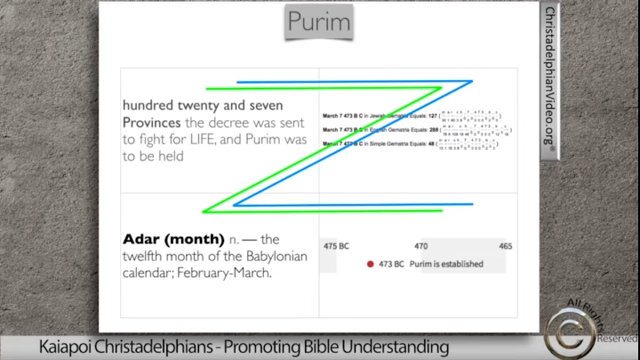 Purim
hundred twenty and seven
Provinces the decree was sent
to fight for LIFE, and Purim was
to be held
March 7 473 B C in Jewish Gematria Equals: 127 (
March 7 473 B C in English Gematria Equals: 288 (
March 7 473 B C in Simple Gematria Equals: 48 (
Adar (month) n. — the
twelfth month of the Babylonian
calendar; February-March.
475 BC 470 465
473 BC Purim is established
ChristadelphianVideo.org®
All Rights
Reserved
Kaiapoi Christadelphians - Promoting Bible Understanding